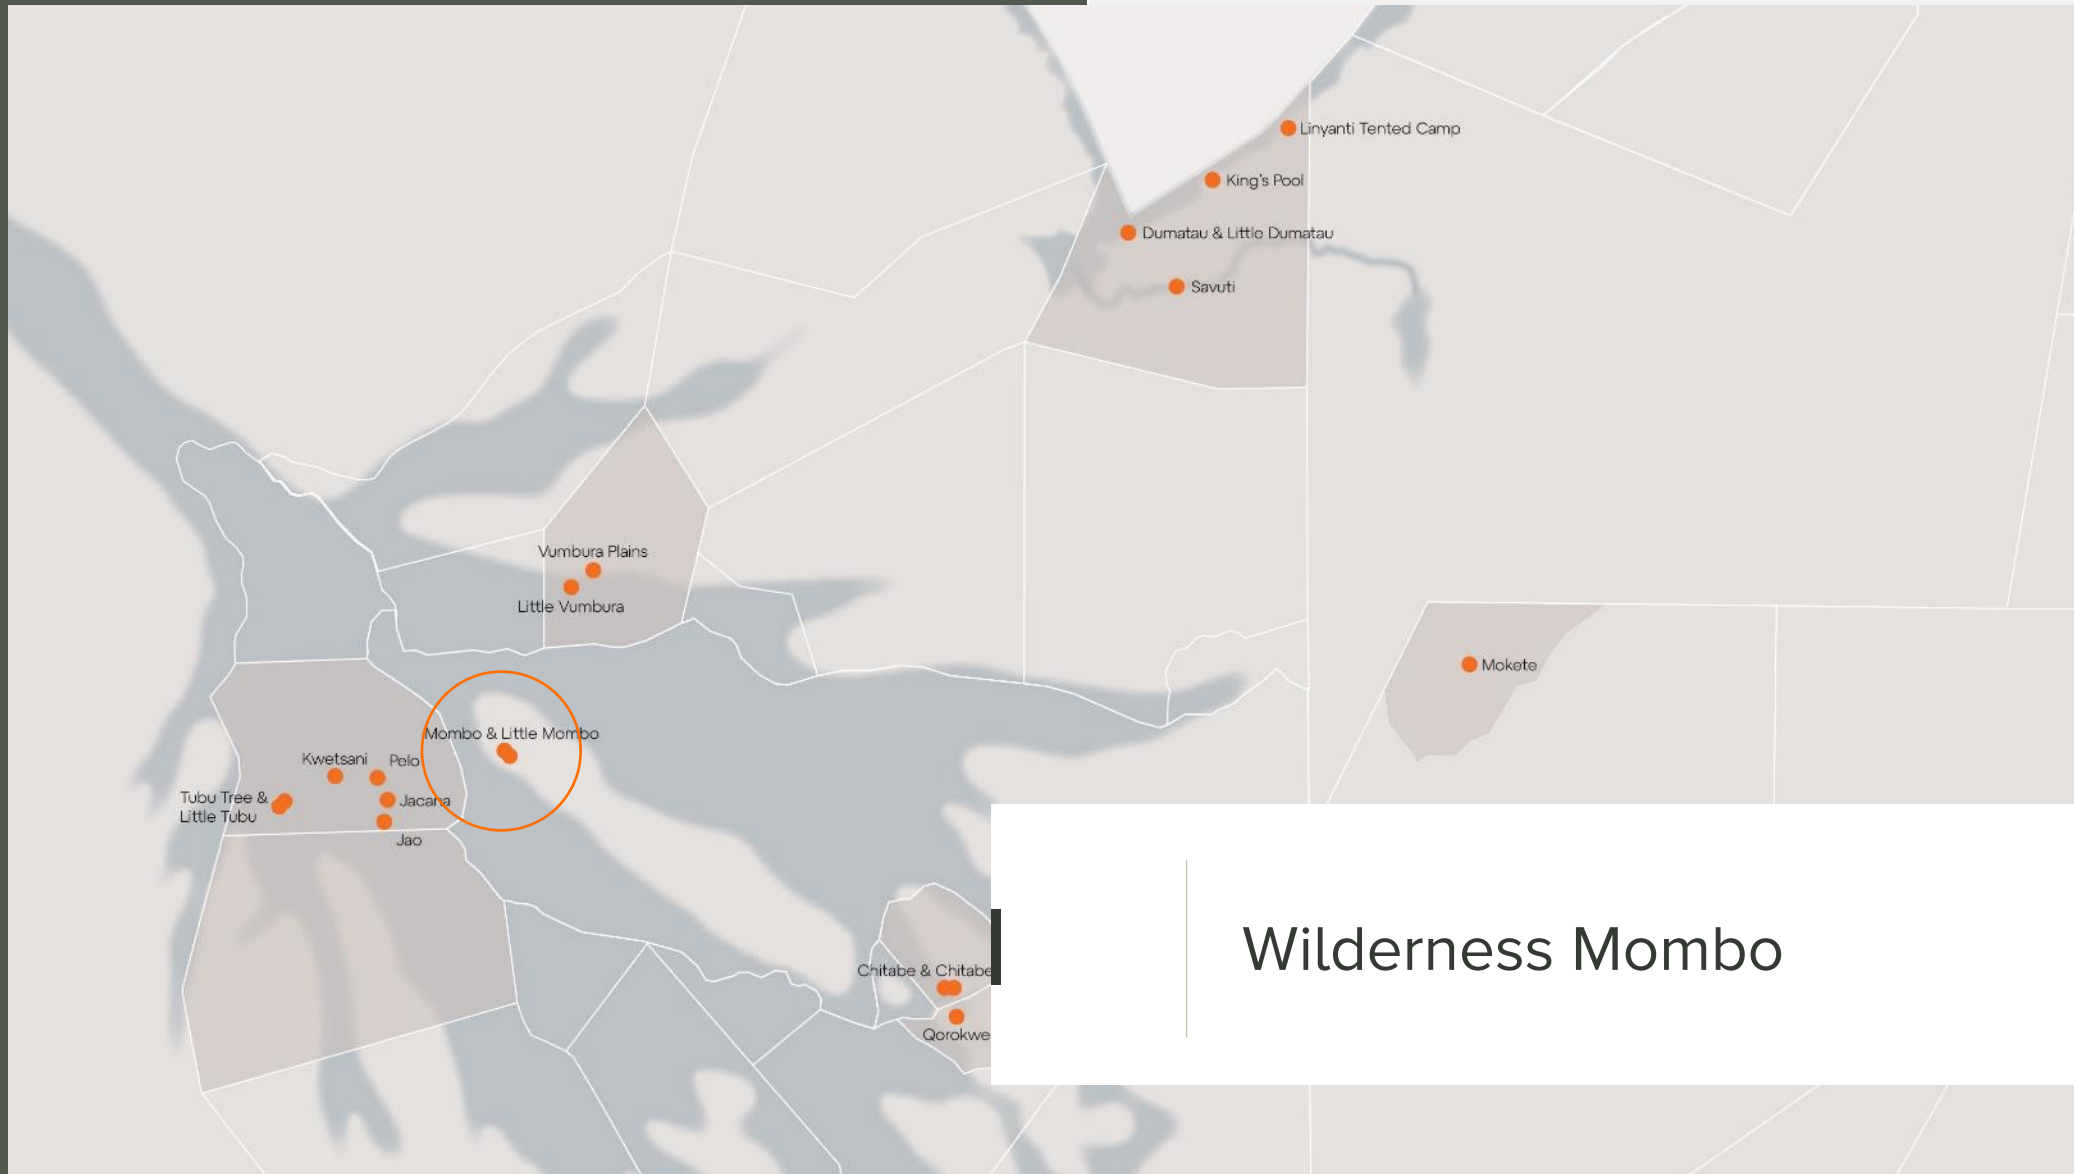 Linyanti Tented Camp
King's Pool
Dumatau & Little Dumatau
Savuti
Vumbura Plains
Little Vumbura
Mokete
Mombo & Little Mombo
Kwetsani
Pelo
Tubu Tree &
Little Tubu
Jacana
Jao
Chitabe & Chitabe
Qorokwe
Wilderness Mombo